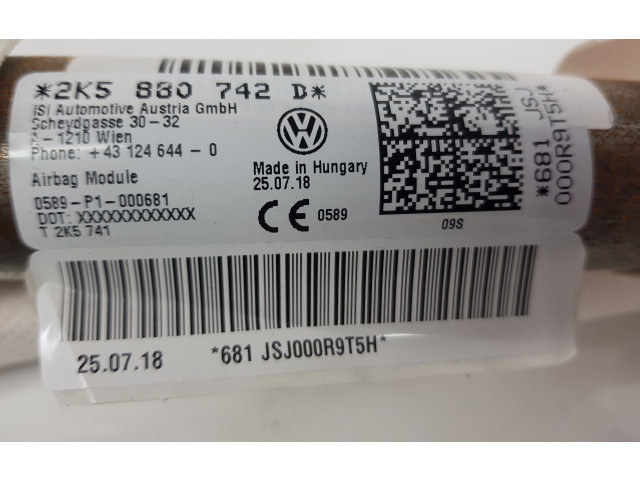 *2K5 880 742 D*
iSi Automotive Austria GmbH
Scheydgasse 30 - 32
A - 1210 Wien
Phone: +43 124 644 - 0
Airbag Module
0589-P1-000681
DOT: XXXXXXXXXXXXX
T 2K5 741
Made in Hungary
25.07.18
CE 0589
09S
*681 JSJ
000R9T5H*
25.07.18 *681 JSJ000R9T5H*